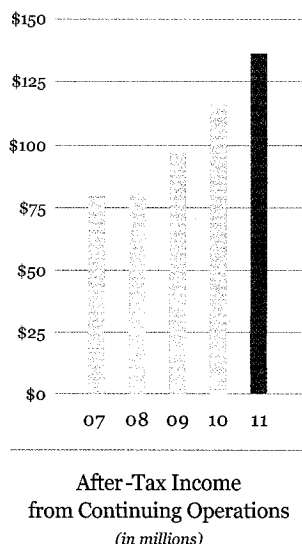 $150
$125
$100
$75
$50
$25
$0
07 08 09 10 11
After-Tax Income
from Continuing Operations
(in millions)